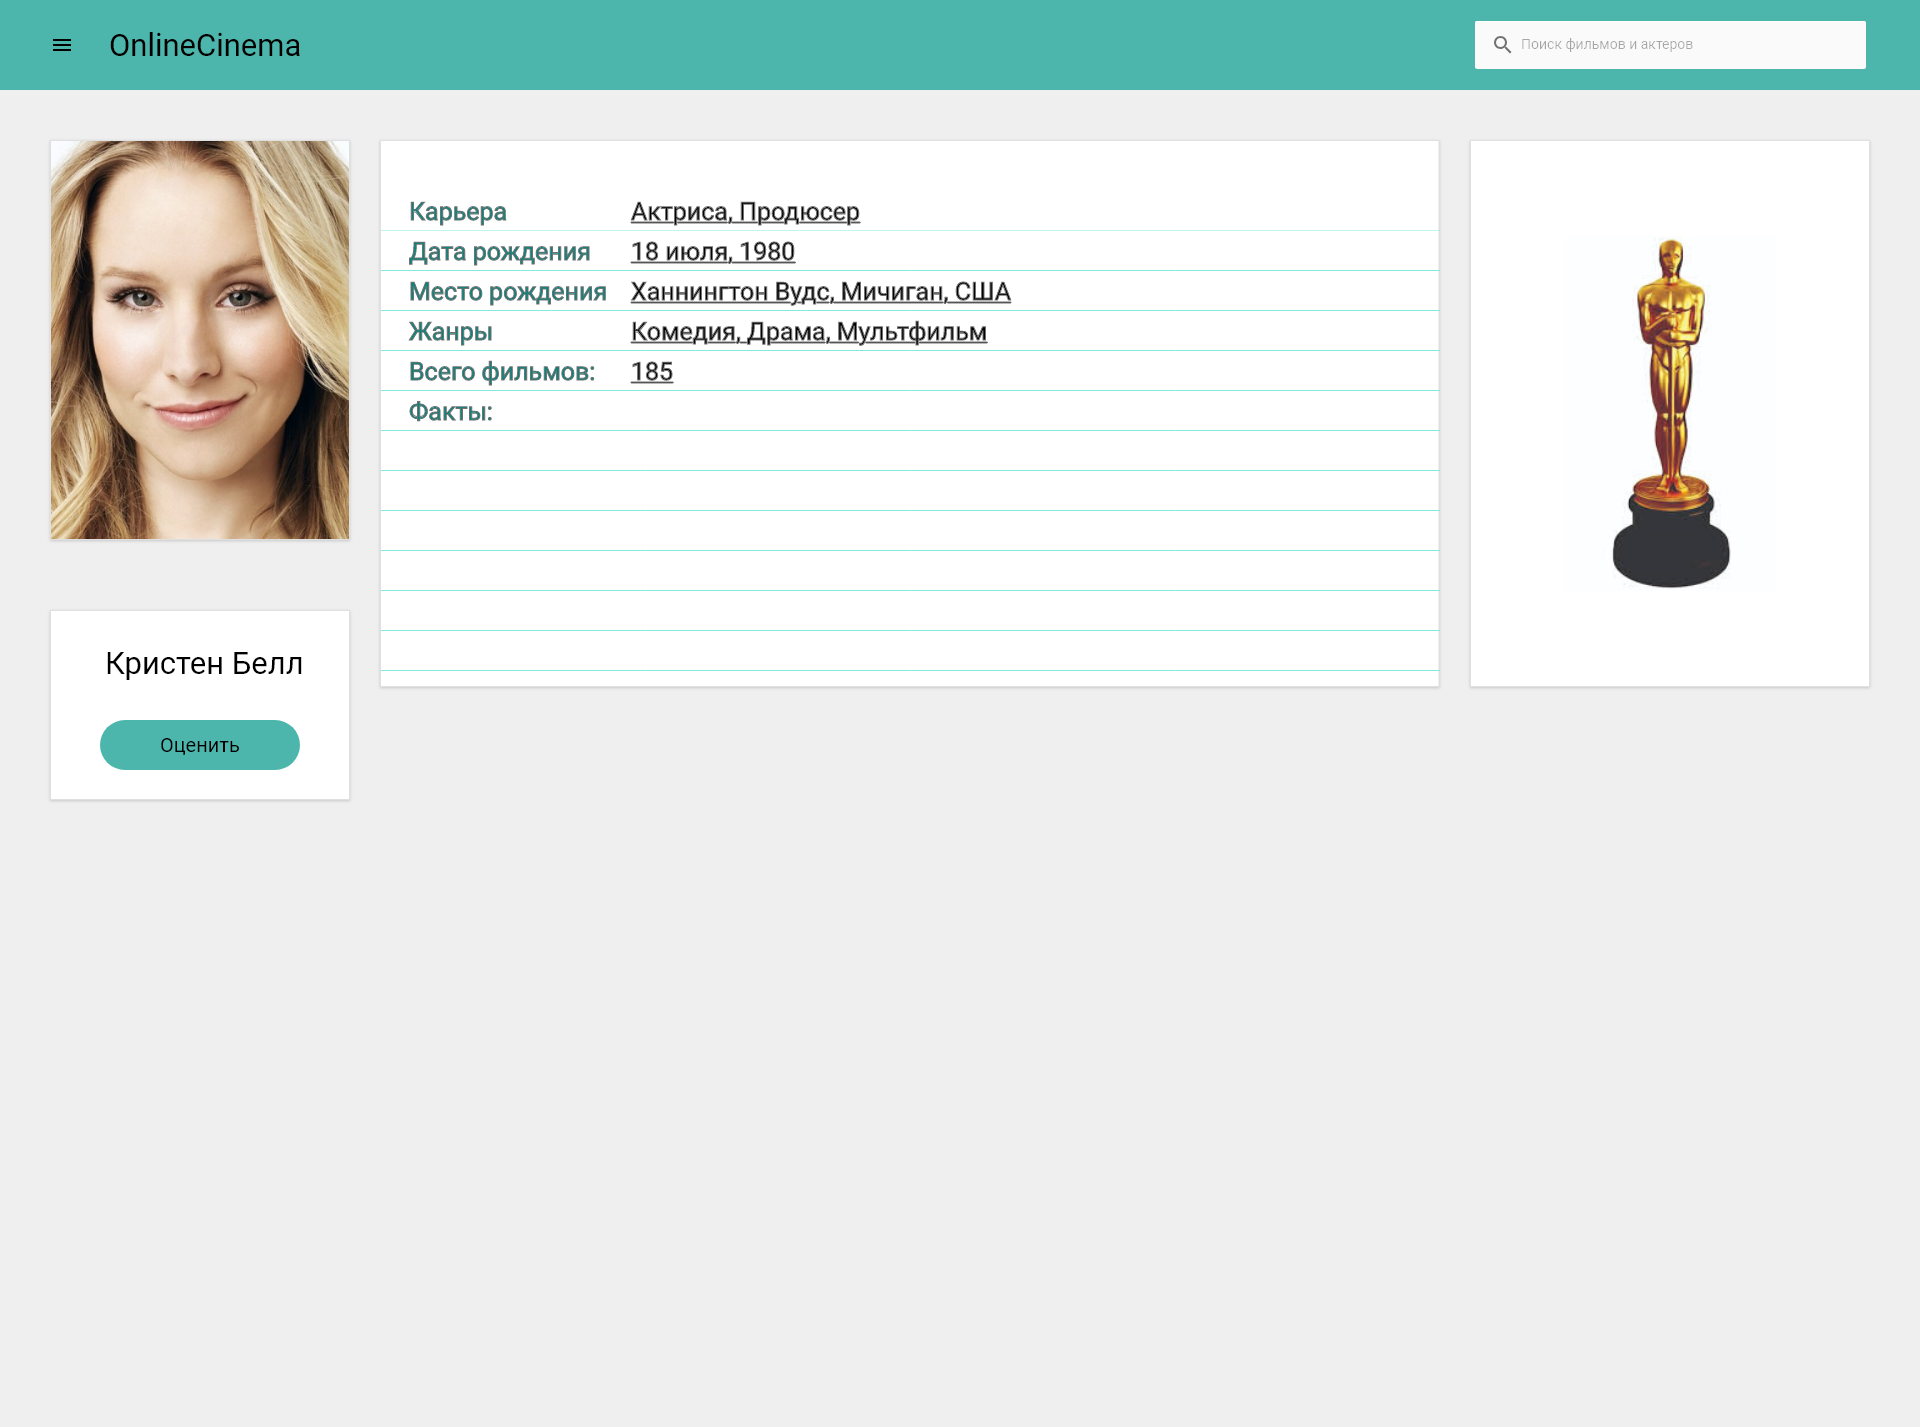 OnlineCinema
Поиск фильмов и актеров
Карьера Актриса, Продюсер
Дата рождения 18 июля, 1980
Место рождения Ханнингтон Вудс, Мичиган, США
Жанры Комедия, Драма, Мультфильм
Всего фильмов: 185
Факты:
Кристен Белл
Оценить